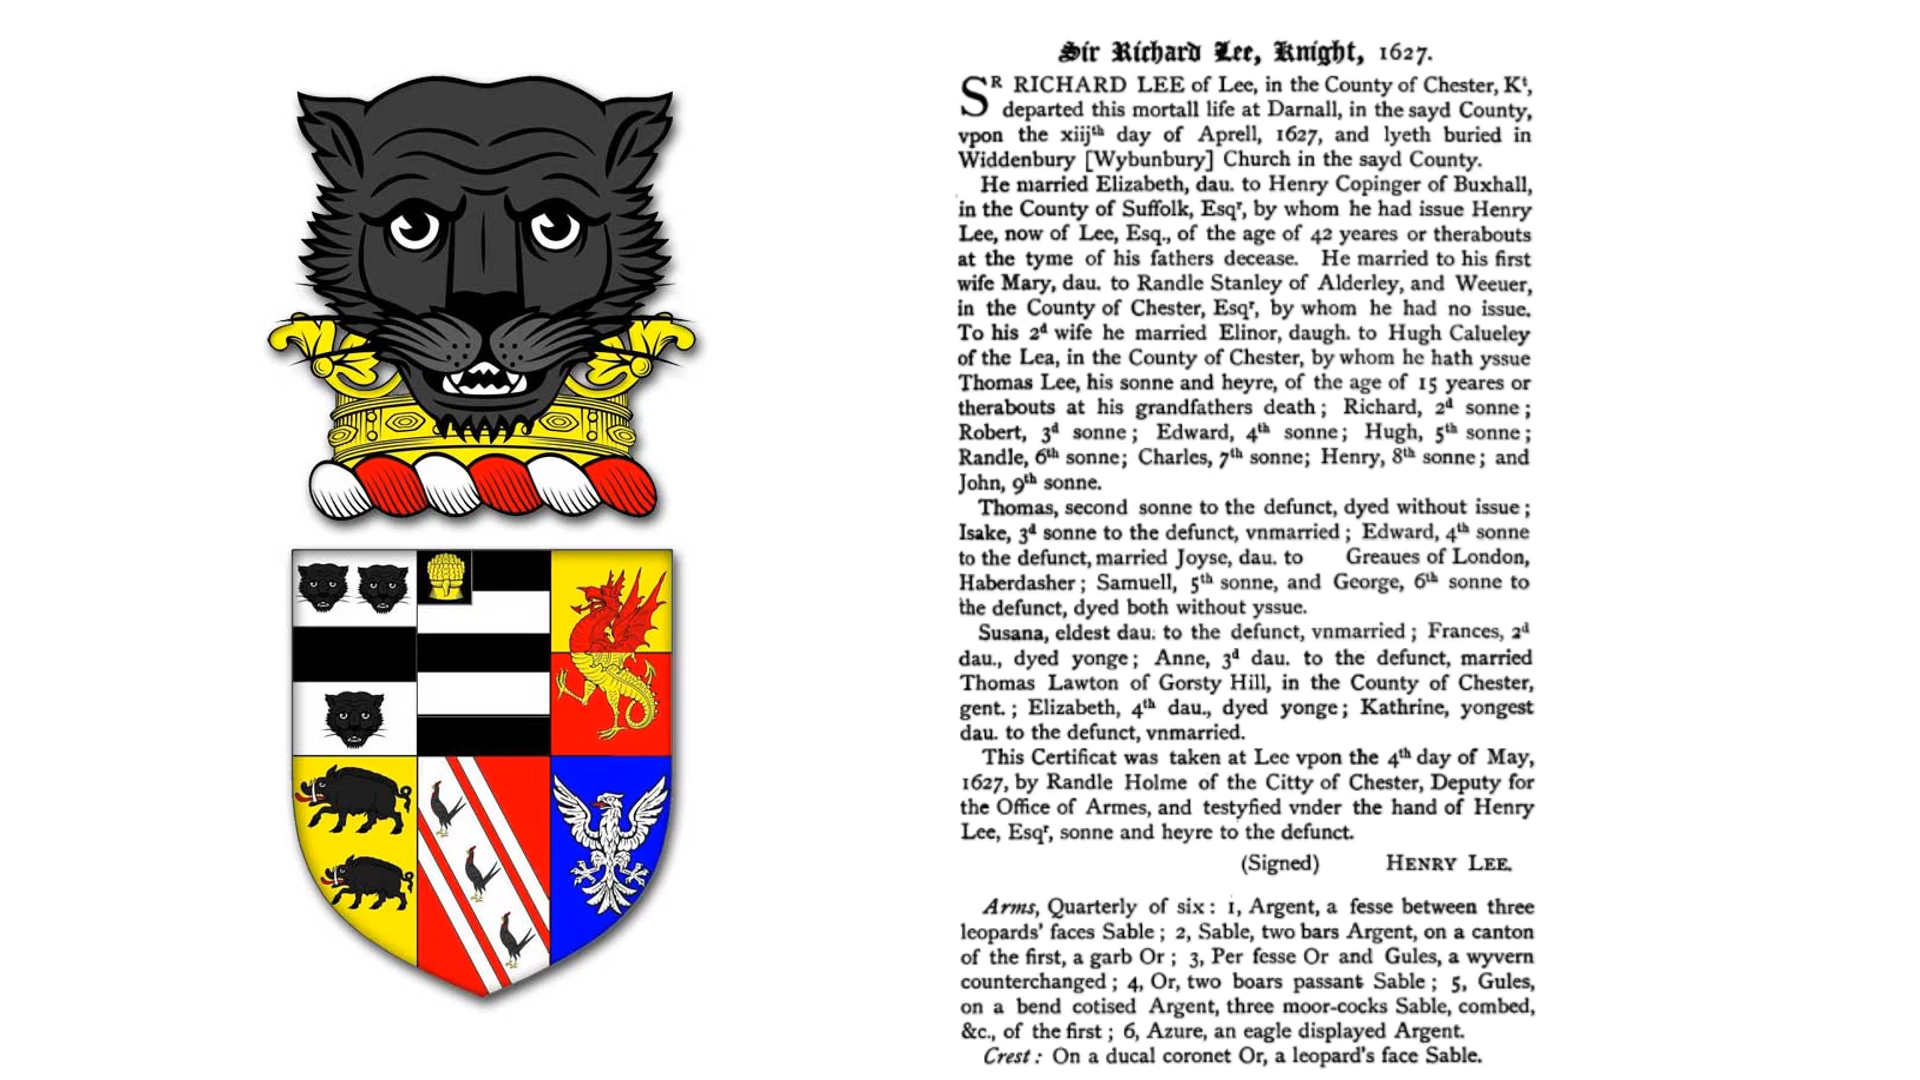 Sir Richard Lee, Knight, 1627.
Sᴿ RICHARD LEE of Lee, in the County of Chester, Kᵗ,
departed this mortall life at Darnall, in the sayd County,
vpon the xiijᵗʰ day of Aprell, 1627, and lyeth buried in
Widdenbury [Wybunbury] Church in the sayd County.
He married Elizabeth, dau. to Henry Copinger of Buxhall,
in the County of Suffolk, Esqʳ, by whom he had issue Henry
Lee, now of Lee, Esq., of the age of 42 yeares or therabouts
at the tyme of his fathers decease. He married to his first
wife Mary, dau. to Randle Stanley of Alderley, and Weeuer,
in the County of Chester, Esqʳ, by whom he had no issue.
To his 2ᵈ wife he married Elinor, daugh. to Hugh Calueley
of the Lea, in the County of Chester, by whom he hath yssue
Thomas Lee, his sonne and heyre, of the age of 15 yeares or
therabouts at his grandfathers death; Richard, 2ᵈ sonne;
Robert, 3ᵈ sonne; Edward, 4ᵗʰ sonne; Hugh, 5ᵗʰ sonne;
Randle, 6ᵗʰ sonne; Charles, 7ᵗʰ sonne; Henry, 8ᵗʰ sonne; and
John, 9ᵗʰ sonne.
Thomas, second sonne to the defunct, dyed without issue;
Isake, 3ᵈ sonne to the defunct, vnmarried; Edward, 4ᵗʰ sonne
to the defunct, married Joyse, dau. to Greaues of London,
Haberdasher; Samuell, 5ᵗʰ sonne, and George, 6ᵗʰ sonne to
the defunct, dyed both without yssue.
Susana, eldest dau. to the defunct, vnmarried; Frances, 2ᵈ
dau., dyed yonge; Anne, 3ᵈ dau. to the defunct, married
Thomas Lawton of Gorsty Hill, in the County of Chester,
gent.; Elizabeth, 4ᵗʰ dau., dyed yonge; Kathrine, yongest
dau. to the defunct, vnmarried.
This Certificat was taken at Lee vpon the 4ᵗʰ day of May,
1627, by Randle Holme of the Citty of Chester, Deputy for
the Office of Armes, and testyfied vnder the hand of Henry
Lee, Esqʳ, sonne and heyre to the defunct.
(Signed) HENRY LEE.
Arms, Quarterly of six: 1, Argent, a fesse between three
leopards' faces Sable; 2, Sable, two bars Argent, on a canton
of the first, a garb Or; 3, Per fesse Or and Gules, a wyvern
counterchanged; 4, Or, two boars passant Sable; 5, Gules,
on a bend cotised Argent, three moor-cocks Sable, combed,
&c., of the first; 6, Azure, an eagle displayed Argent.
Crest: On a ducal coronet Or, a leopard's face Sable.